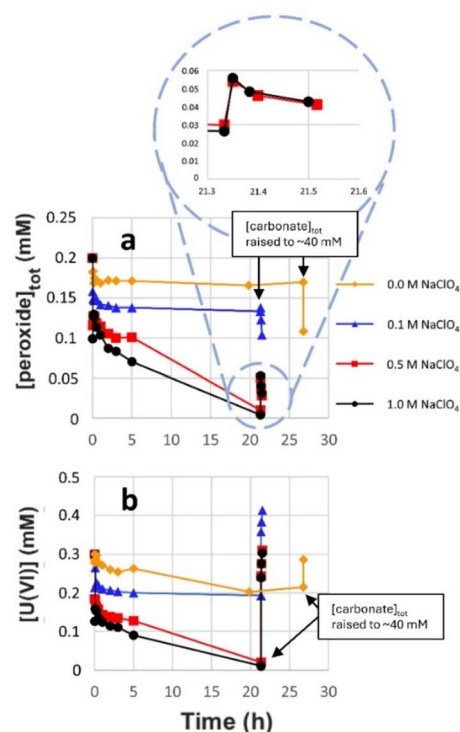 0.06
0.05
0.04
0.03
0.02
0.01
0
21.3 21.4 21.5 21.6
[carbonate]tot
raised to ~40 mM
a
[peroxide]tot (mM)
0.2
0.15
0.1
0.05
0
0 5 10 15 20 25 30
0.0 M NaClO4
0.1 M NaClO4
0.5 M NaClO4
1.0 M NaClO4
b
[U(VI)] (mM)
0.5
0.4
0.3
0.2
0.1
0
[carbonate]tot
raised to ~40 mM
0 5 10 15 20 25 30
Time (h)